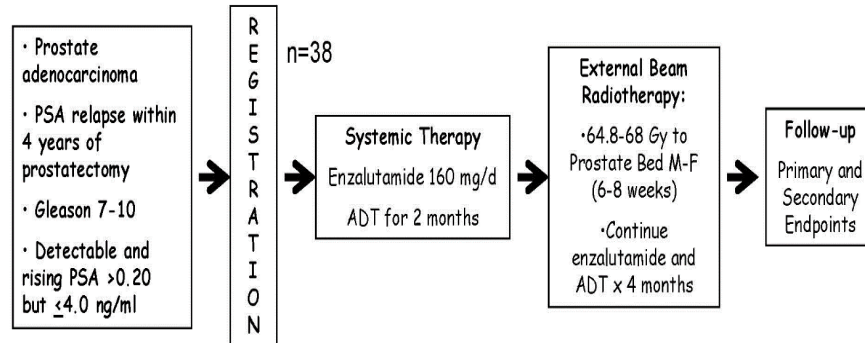 • Prostate
adenocarcinoma
• PSA relapse within
4 years of
prostatectomy
• Gleason 7-10
• Detectable and
rising PSA >0.20
but ≤4.0 ng/ml
REGISTRATION
n=38
Systemic Therapy
Enzalutamide 160 mg/d
ADT for 2 months
External Beam
Radiotherapy:
•64.8-68 Gy to
Prostate Bed M-F
(6-8 weeks)
•Continue
enzalutamide and
ADT x 4 months
Follow-up
Primary and
Secondary
Endpoints